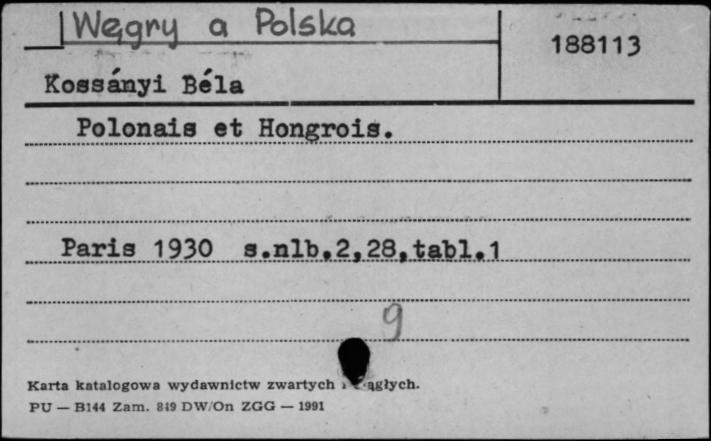 Węgry a Polska
188113
Kossányi Béla
Polonais et Hongrois.
Paris 1930 s.nlb.2,28,tabl.1
9
Karta katalogowa wydawnictw zwartych i
PU — B144 Zam. 849 DW/On ZGG — 1991